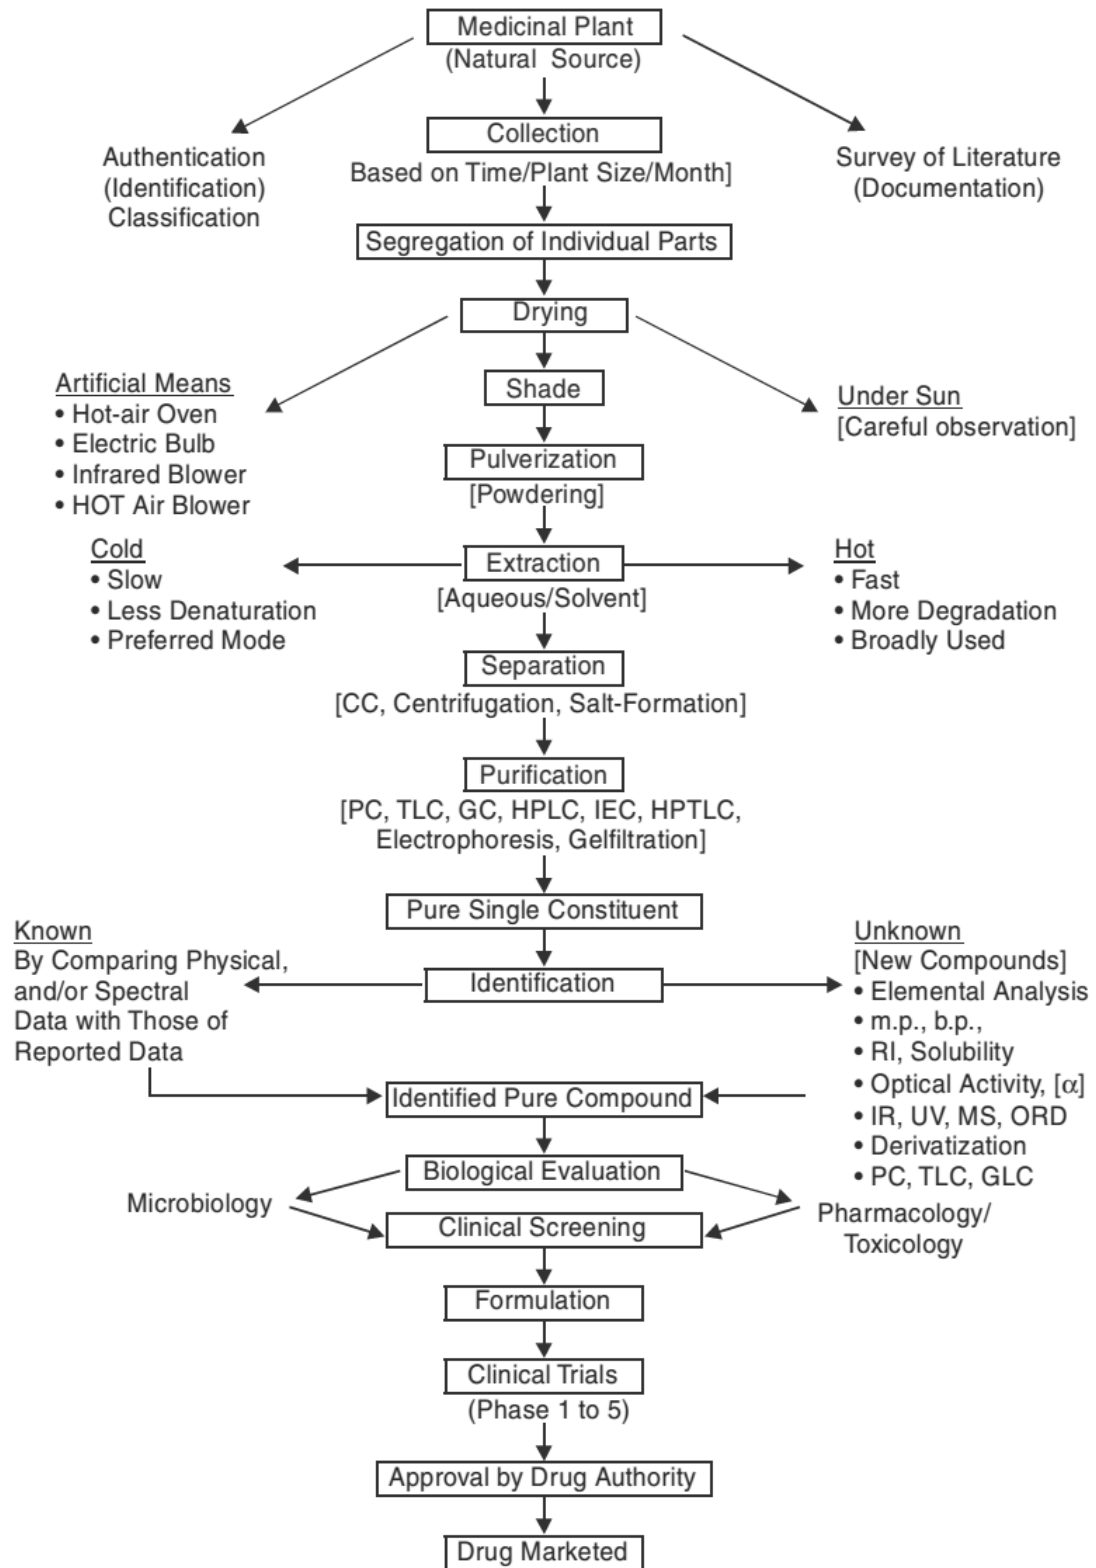 Medicinal Plant
(Natural Source)
Collection
Based on Time/Plant Size/Month]
Authentication
(Identification)
Classification
Survey of Literature
(Documentation)
Segregation of Individual Parts
Drying
Artificial Means
• Hot-air Oven
• Electric Bulb
• Infrared Blower
• HOT Air Blower
Shade
Under Sun
[Careful observation]
Pulverization
[Powdering]
Cold
• Slow
• Less Denaturation
• Preferred Mode
Extraction
[Aqueous/Solvent]
Hot
• Fast
• More Degradation
• Broadly Used
Separation
[CC, Centrifugation, Salt-Formation]
Purification
[PC, TLC, GC, HPLC, IEC, HPTLC,
Electrophoresis, Gelfiltration]
Pure Single Constituent
Known
By Comparing Physical,
and/or Spectral
Data with Those of
Reported Data
Identification
Unknown
[New Compounds]
• Elemental Analysis
• m.p., b.p.,
• RI, Solubility
• Optical Activity, [α]
• IR, UV, MS, ORD
• Derivatization
• PC, TLC, GLC
Identified Pure Compound
Biological Evaluation
Microbiology
Pharmacology/
Toxicology
Clinical Screening
Formulation
Clinical Trials
(Phase 1 to 5)
Approval by Drug Authority
Drug Marketed